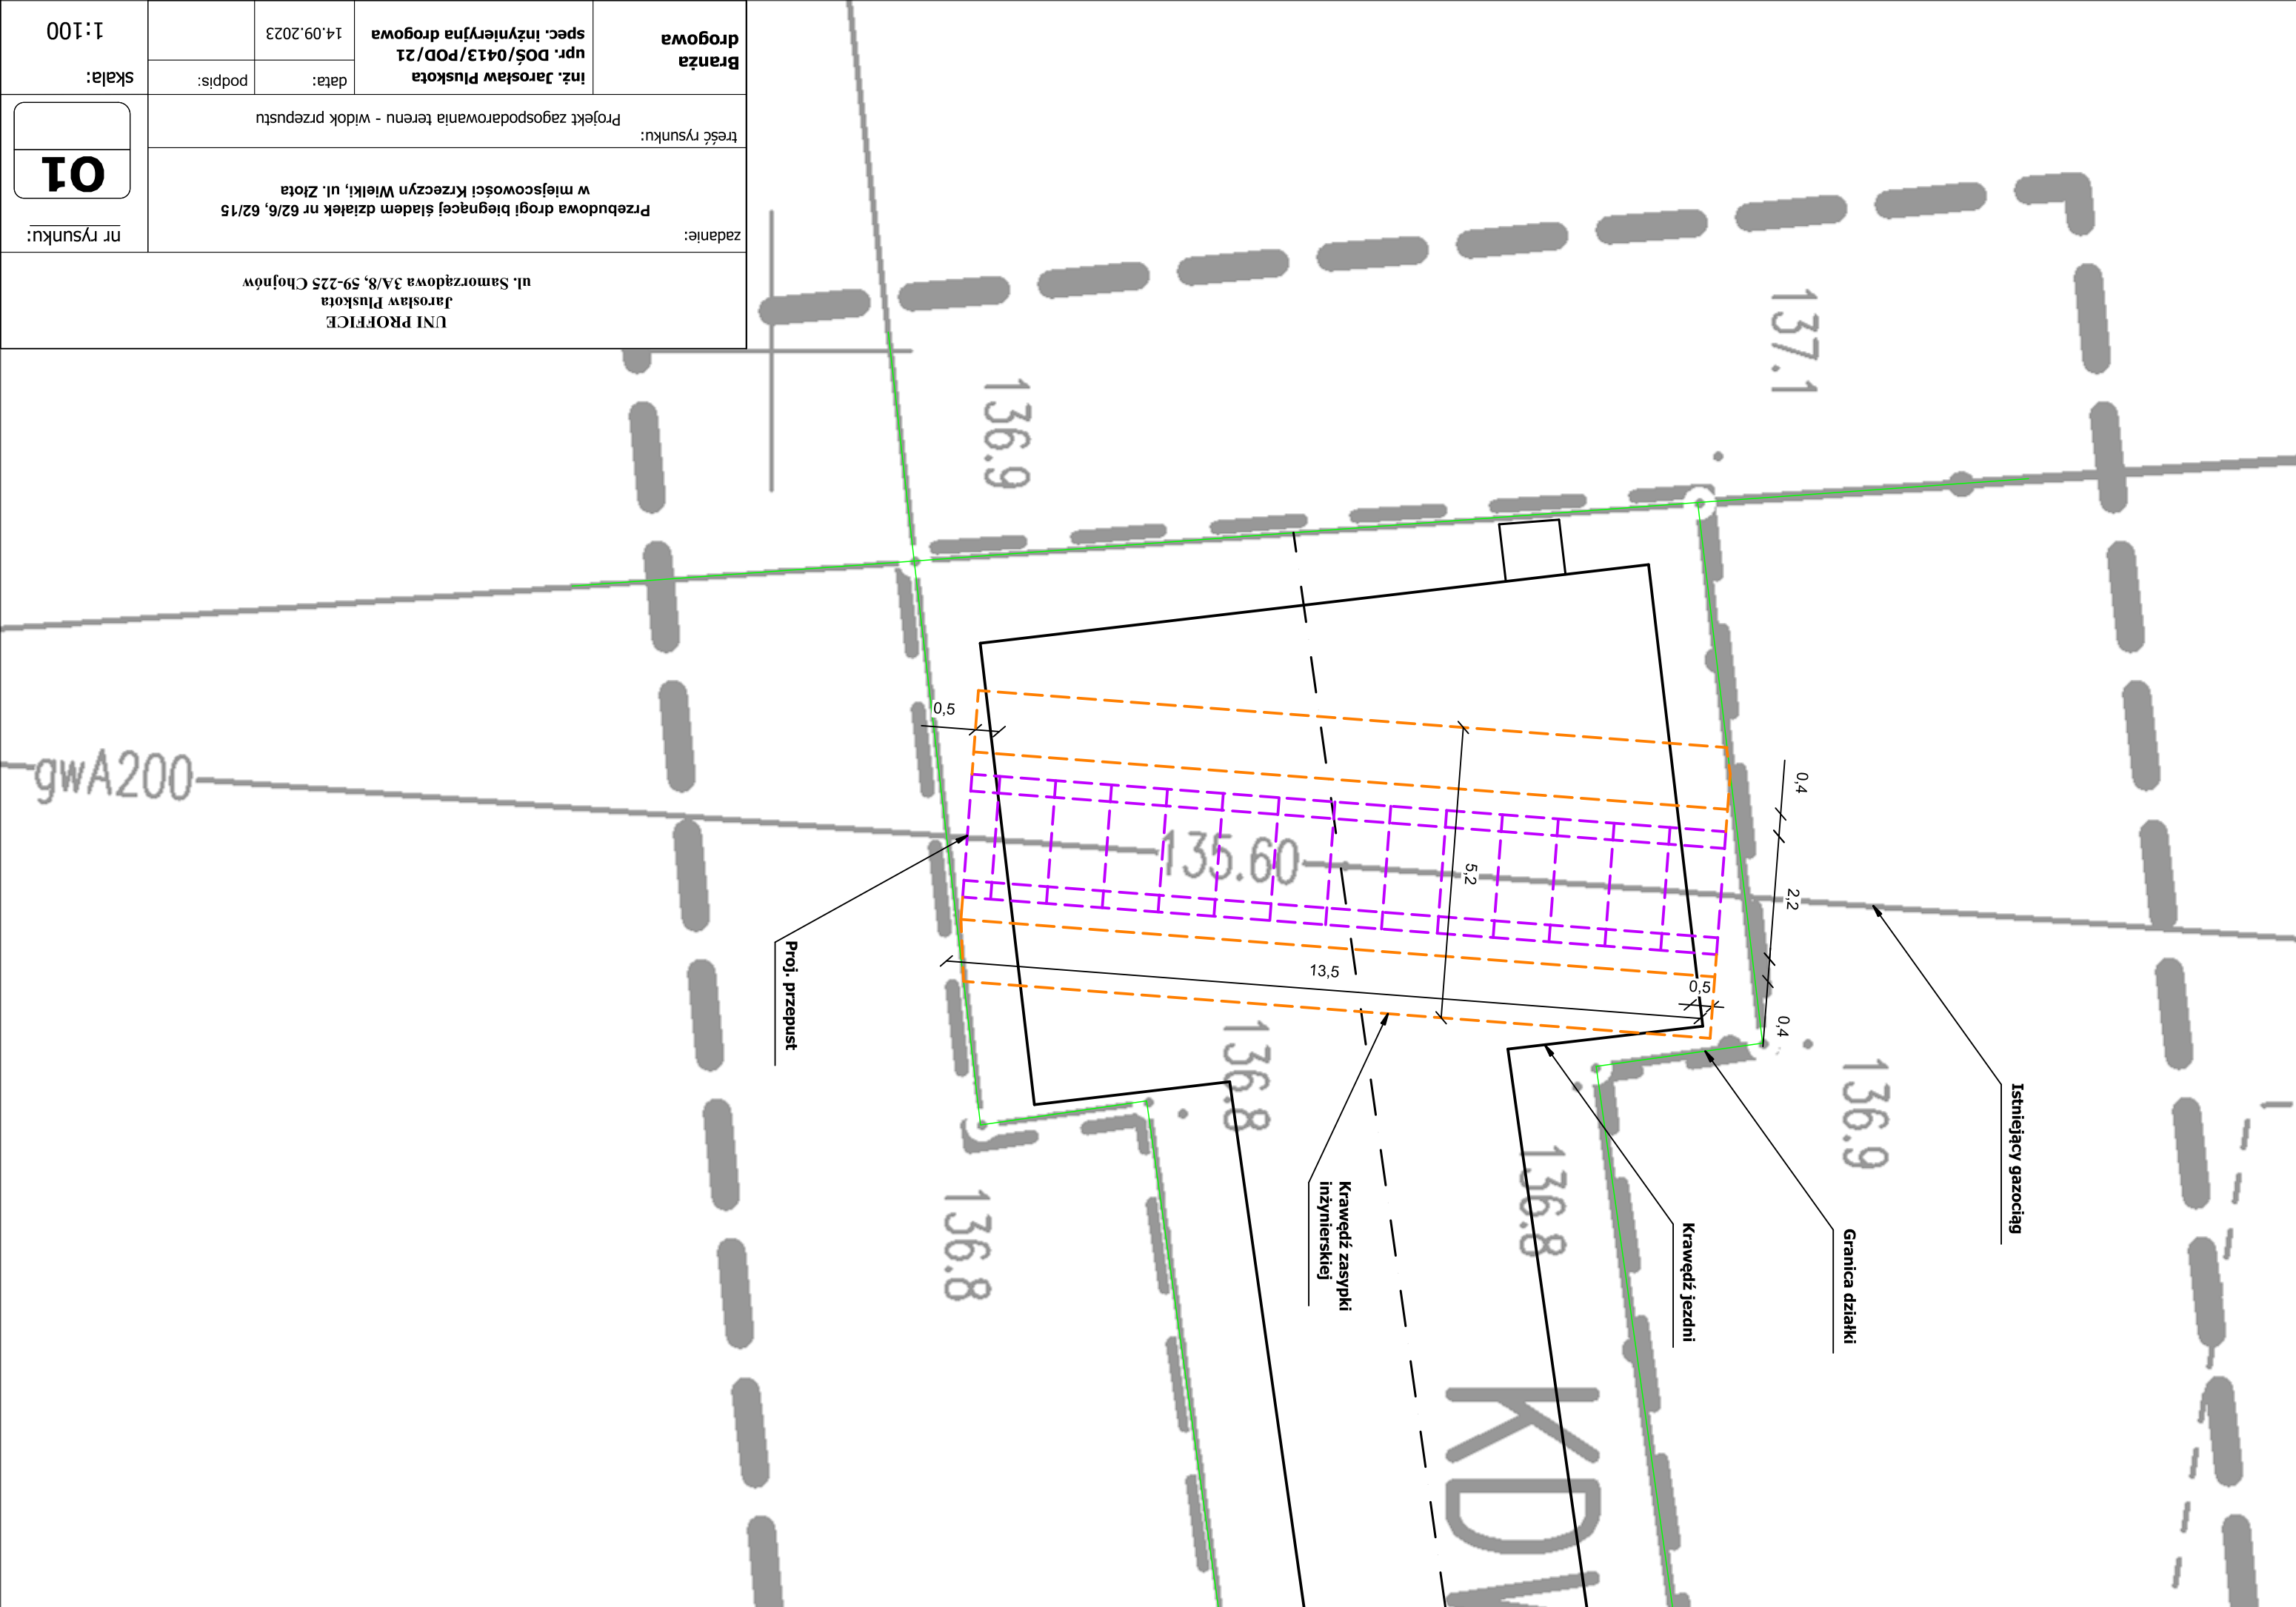 UNI PROFFICE
Jarosław Pluskota
ul. Samorządowa 3A/8, 59-225 Chojnów
zadanie:
Przebudowa drogi biegnącej śladem działek nr 62/6, 62/15
w miejscowości Krzeczyn Wielki, ul. Złota
nr rysunku:
01
treść rysunku:
Projekt zagospodarowania terenu - widok przepustu
Branża
drogowa
inż. Jarosław Pluskota
upr. DOŚ/0413/POD/21
spec. inżynieryjna drogowa
data:
14.09.2023
podpis:
skala:
1:100
137.1
136.9
gwA200
135.60
0,5
0,4
2,2
5,2
13,5
0,5
0,4
Proj. przepust
136.8
136.9
136.8
136.8
Krawędź zasypki
inżynierskiej
Krawędź jezdni
Granica działki
Istniejący gazociąg